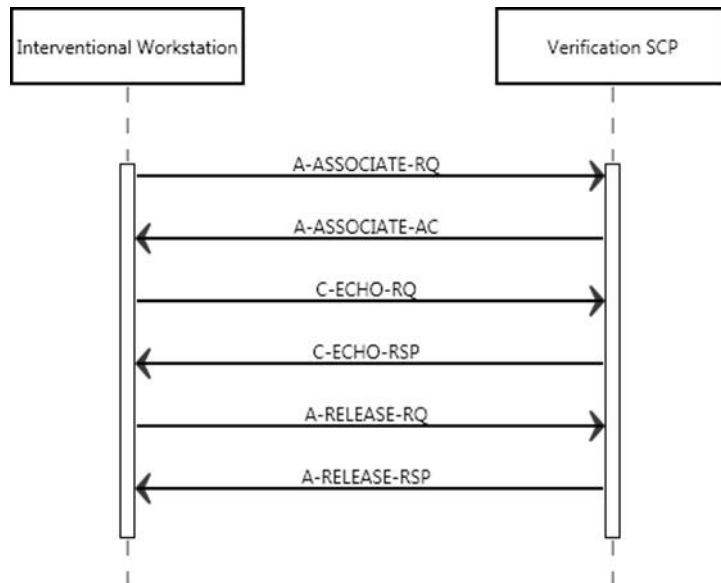 Interventional Workstation
Verification SCP
A-ASSOCIATE-RQ
A-ASSOCIATE-AC
C-ECHO-RQ
C-ECHO-RSP
A-RELEASE-RQ
A-RELEASE-RSP